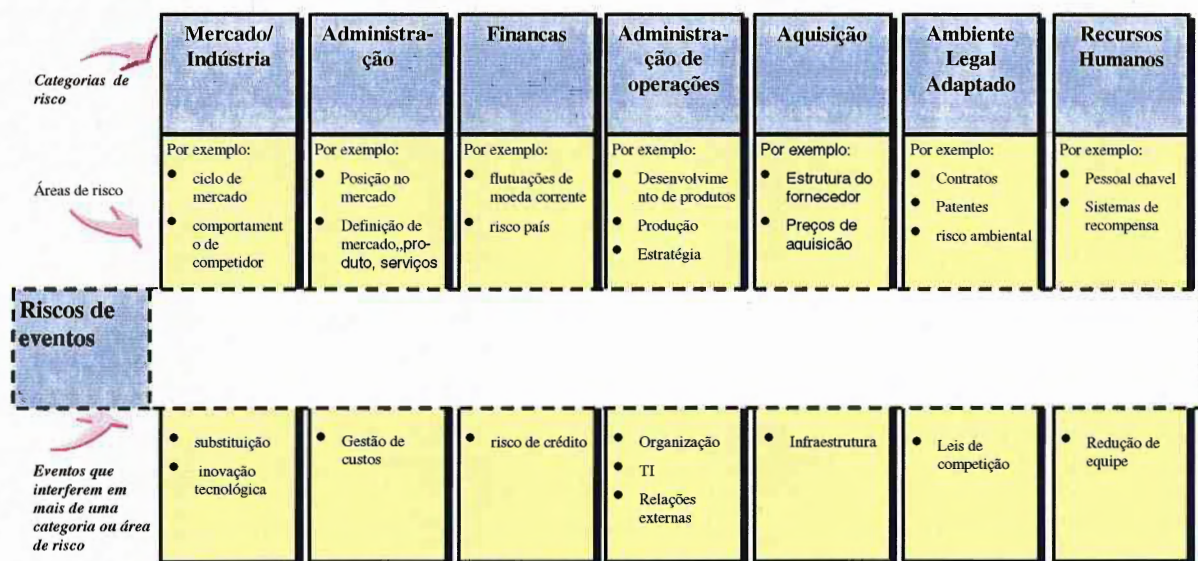 Categorias de
risco
Mercado/
Indústria
Administra-
ção
Financas
Administra-
ção de
operações
Aquisição
Ambiente
Legal
Adaptado
Recursos
Humanos
Áreas de risco
Por exemplo:
• ciclo de
mercado
• comportament
o de
competidor
Por exemplo:
• Posição no
mercado
• Definição de
mercado,,pro-
duto, serviços
Por exemplo:
• flutuações de
moeda corrente
• risco país
Por exemplo:
• Desenvolvime
nto de produtos
• Produção
• Estratégia
Por exemplo:
• Estrutura do
fornecedor
• Preços de
aquisição
Por exemplo:
• Contratos
• Patentes
• risco ambiental
Por exemplo:
• Pessoal chavel
• Sistemas de
recompensa
Riscos de
eventos
Eventos que
interferem em
mais de uma
categoria ou área
de risco
• substituição
• inovação
tecnológica
• Gestão de
custos
• risco de crédito
• Organização
• TI
• Relações
externas
• Infraestrutura
• Leis de
competição
• Redução de
equipe